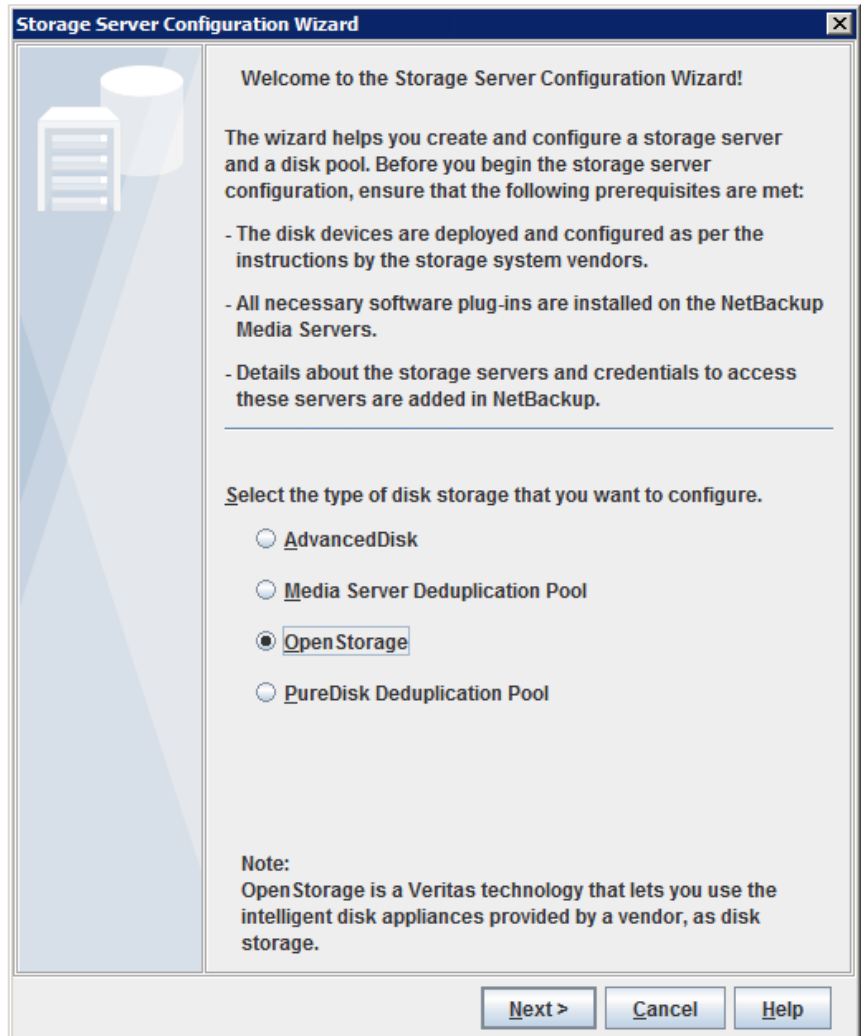 Storage Server Configuration Wizard
Welcome to the Storage Server Configuration Wizard!
The wizard helps you create and configure a storage server
and a disk pool. Before you begin the storage server
configuration, ensure that the following prerequisites are met:
- The disk devices are deployed and configured as per the
instructions by the storage system vendors.
- All necessary software plug-ins are installed on the NetBackup
Media Servers.
- Details about the storage servers and credentials to access
these servers are added in NetBackup.
Select the type of disk storage that you want to configure.
AdvancedDisk
Media Server Deduplication Pool
OpenStorage
PureDisk Deduplication Pool
Note:
OpenStorage is a Veritas technology that lets you use the
intelligent disk appliances provided by a vendor, as disk
storage.
Next >
Cancel
Help